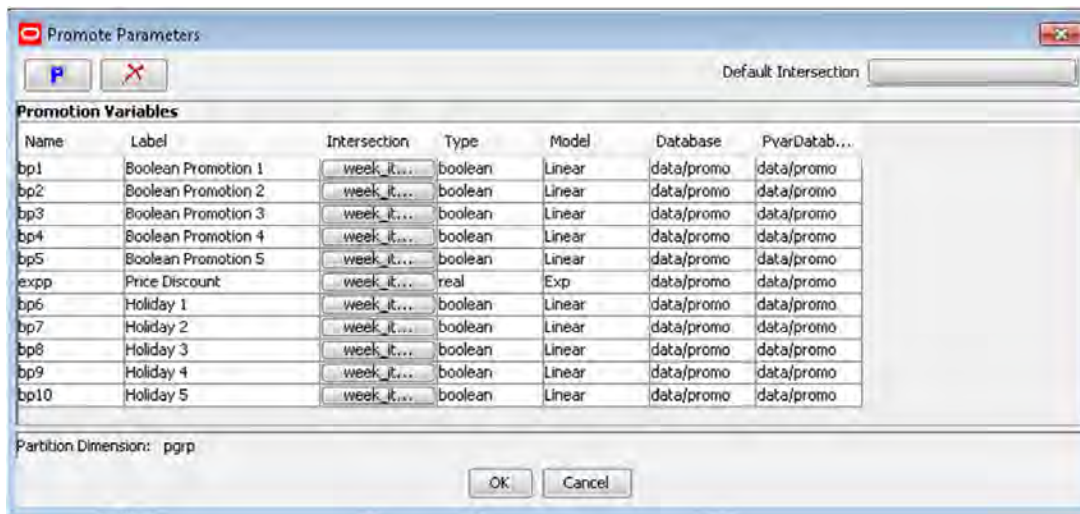 Promote Parameters
P Default Intersection
Promotion Variables
Name Label Intersection Type Model Database PvarDatab...
bp1 Boolean Promotion 1 week_it... boolean Linear data/promo data/promo
bp2 Boolean Promotion 2 week_it... boolean Linear data/promo data/promo
bp3 Boolean Promotion 3 week_it... boolean Linear data/promo data/promo
bp4 Boolean Promotion 4 week_it... boolean Linear data/promo data/promo
bp5 Boolean Promotion 5 week_it... boolean Linear data/promo data/promo
expp Price Discount week_it... real Exp data/promo data/promo
bp6 Holiday 1 week_it... boolean Linear data/promo data/promo
bp7 Holiday 2 week_it... boolean Linear data/promo data/promo
bp8 Holiday 3 week_it... boolean Linear data/promo data/promo
bp9 Holiday 4 week_it... boolean Linear data/promo data/promo
bp10 Holiday 5 week_it... boolean Linear data/promo data/promo
Partition Dimension: pgrp
OK Cancel